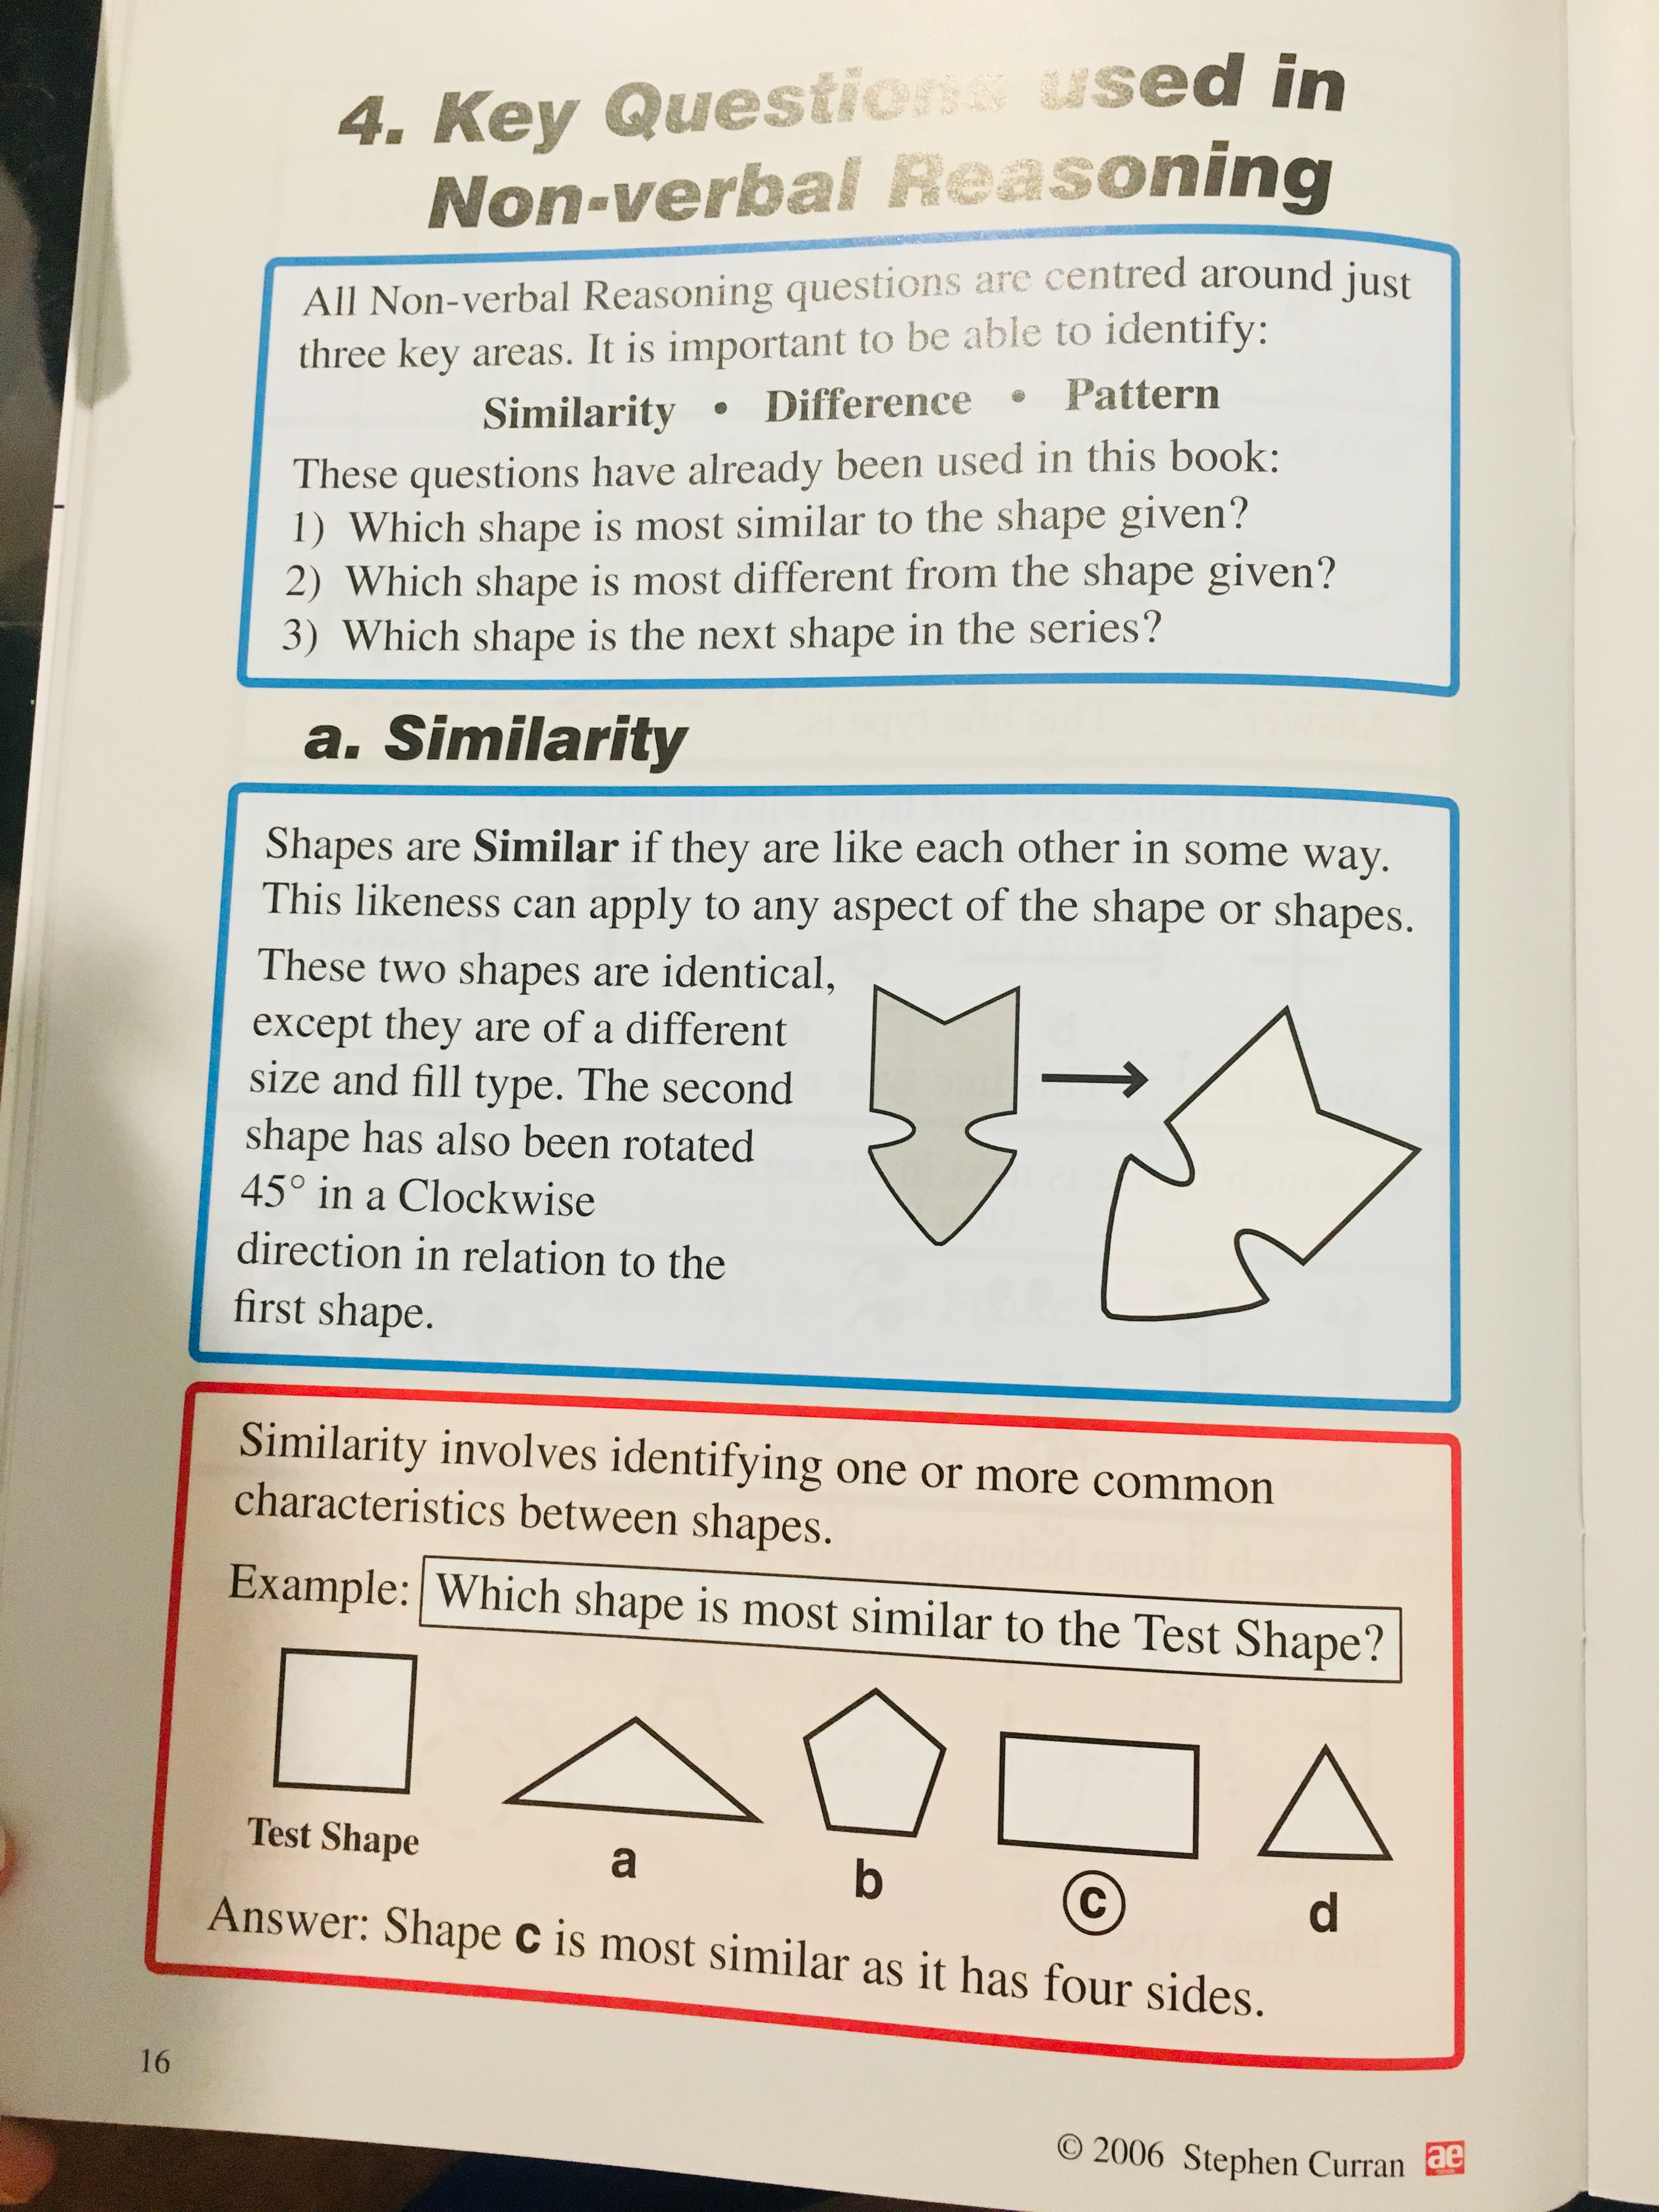 4. Key Questions used in
Non-verbal Reasoning
All Non-verbal Reasoning questions are centred around just
three key areas. It is important to be able to identify:
Similarity • Difference • Pattern
These questions have already been used in this book:
1) Which shape is most similar to the shape given?
2) Which shape is most different from the shape given?
3) Which shape is the next shape in the series?
a. Similarity
Shapes are Similar if they are like each other in some way.
This likeness can apply to any aspect of the shape or shapes.
These two shapes are identical,
except they are of a different
size and fill type. The second
shape has also been rotated
45° in a Clockwise
direction in relation to the
first shape.
Similarity involves identifying one or more common
characteristics between shapes.
Example: Which shape is most similar to the Test Shape?
Test Shape
a
b
c
d
Answer: Shape c is most similar as it has four sides.
16
© 2006 Stephen Curran ae